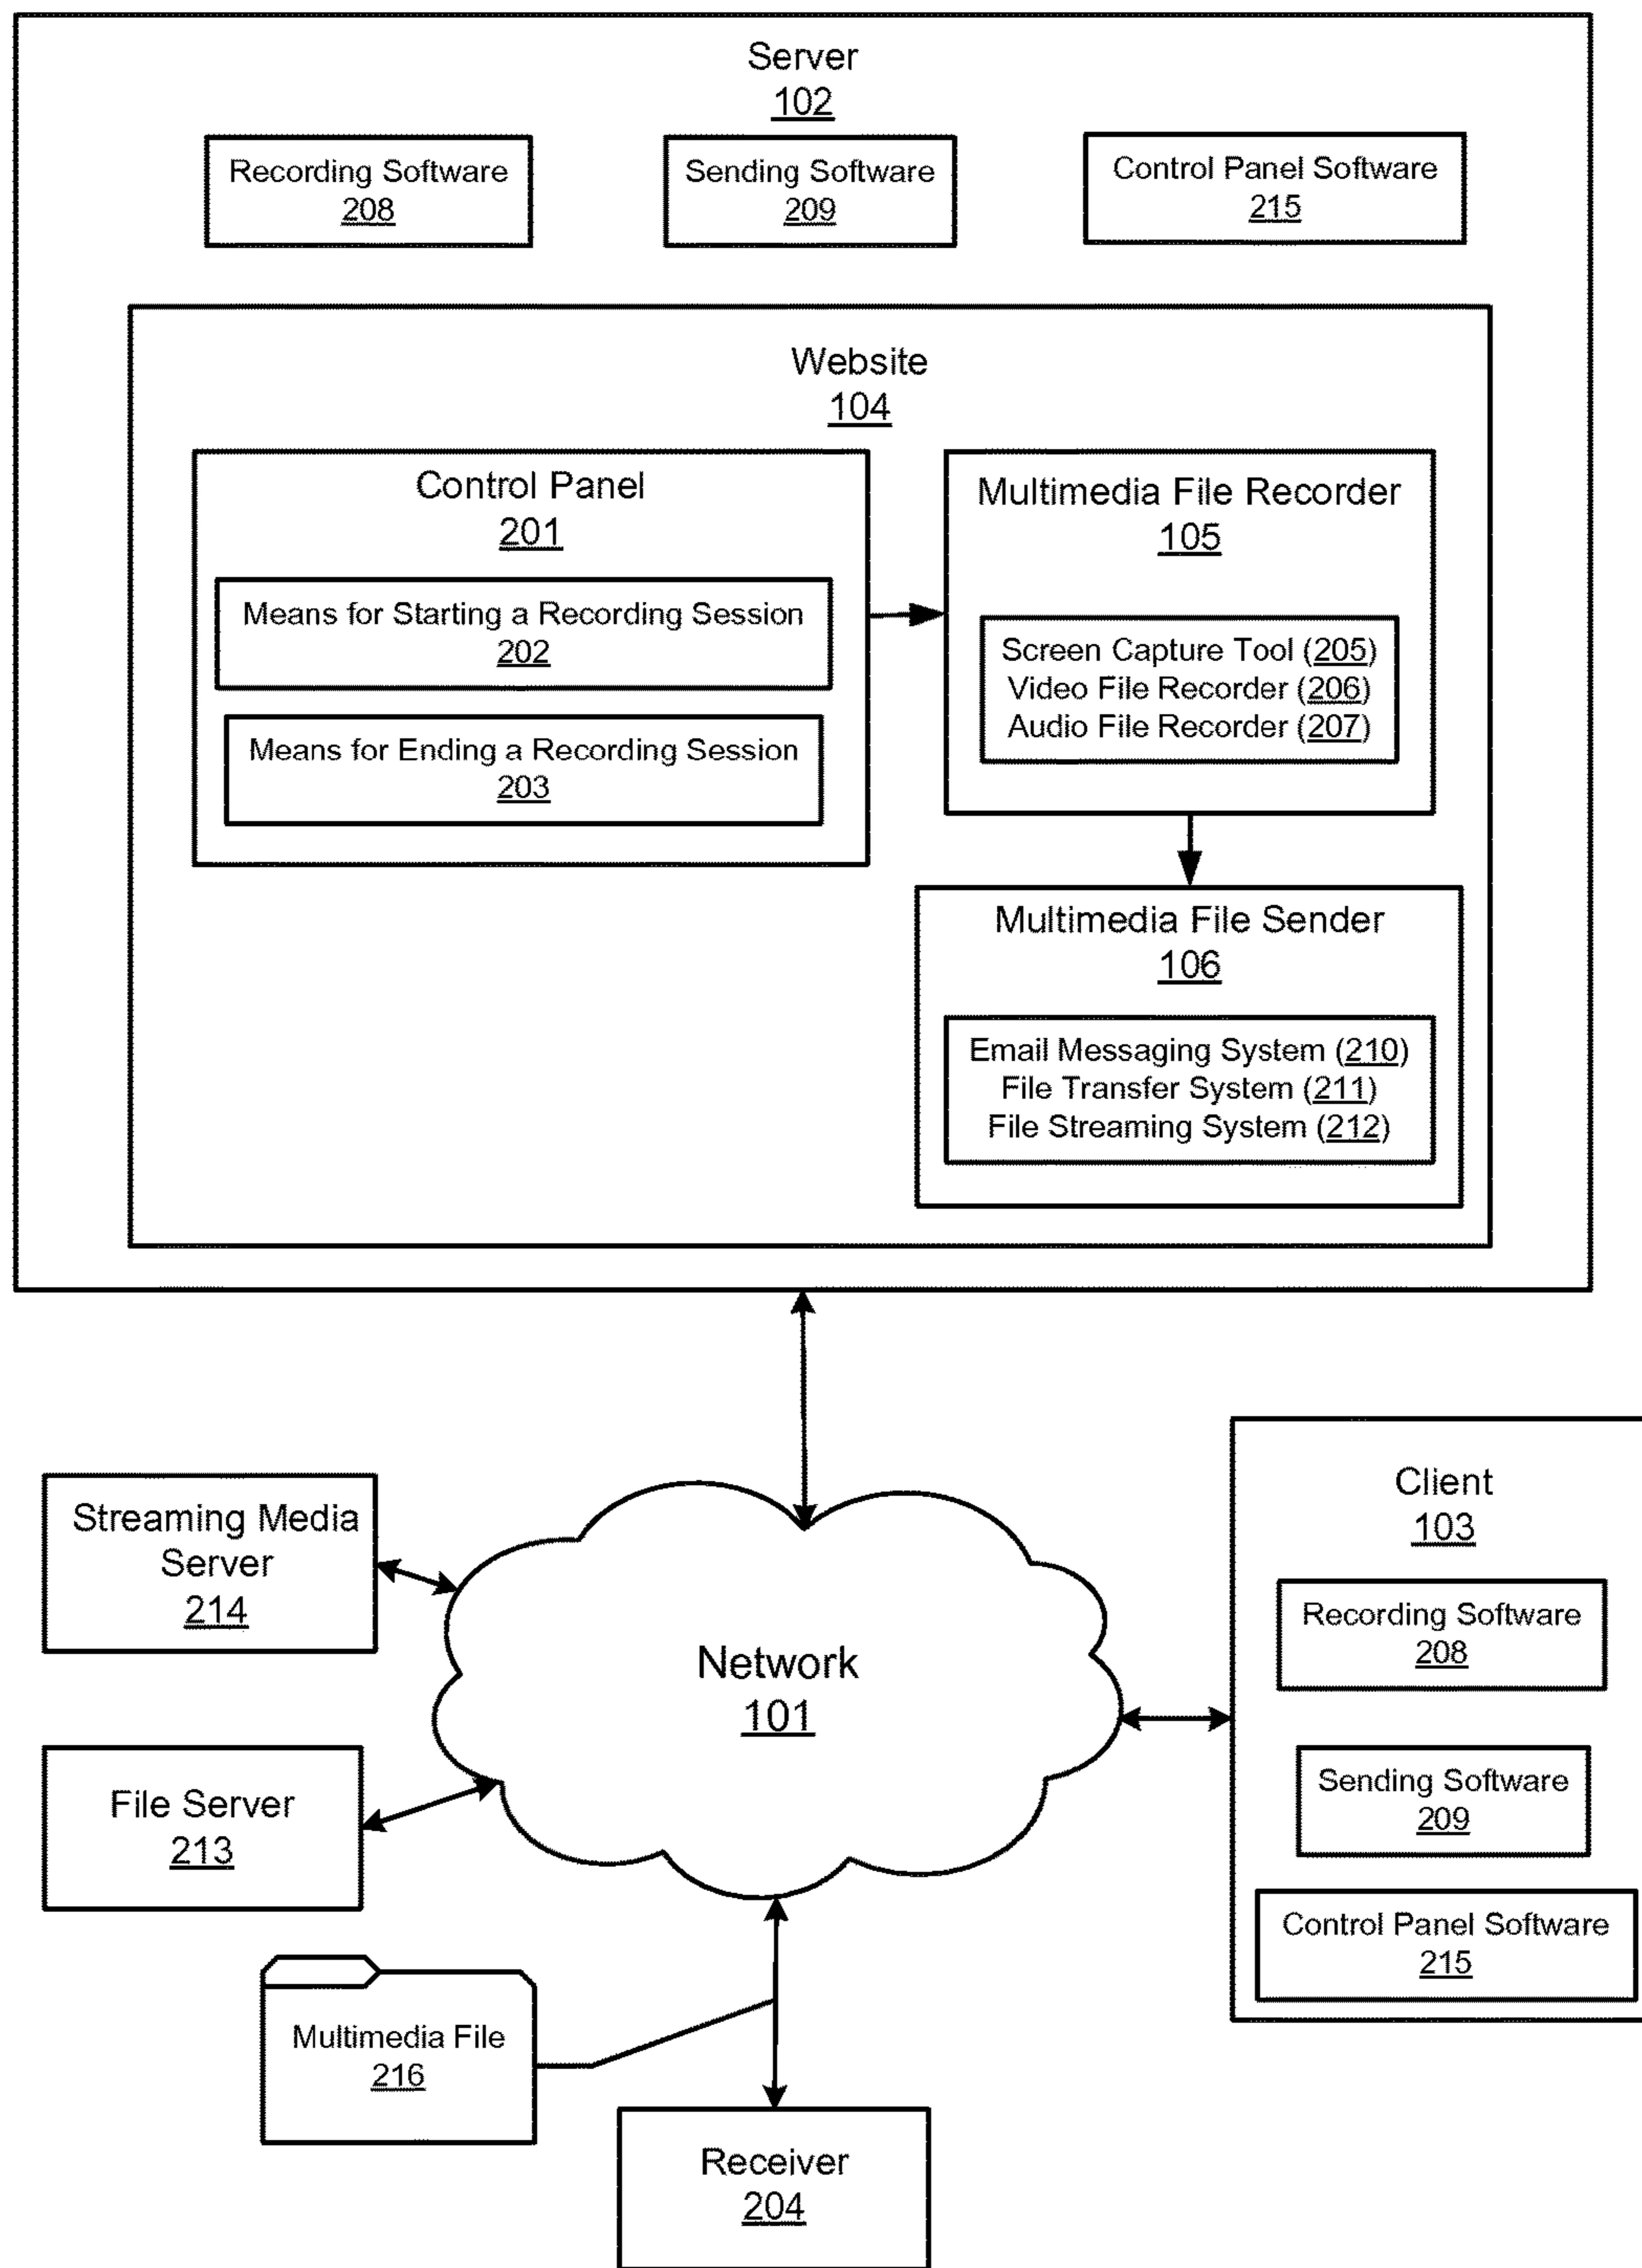 Server
102
Recording Software
208
Sending Software
209
Control Panel Software
215
Website
104
Control Panel
201
Means for Starting a Recording Session
202
Means for Ending a Recording Session
203
Multimedia File Recorder
105
Screen Capture Tool (205)
Video File Recorder (206)
Audio File Recorder (207)
Multimedia File Sender
106
Email Messaging System (210)
File Transfer System (211)
File Streaming System (212)
Streaming Media
Server
214
File Server
213
Network
101
Client
103
Recording Software
208
Sending Software
209
Control Panel Software
215
Multimedia File
216
Receiver
204